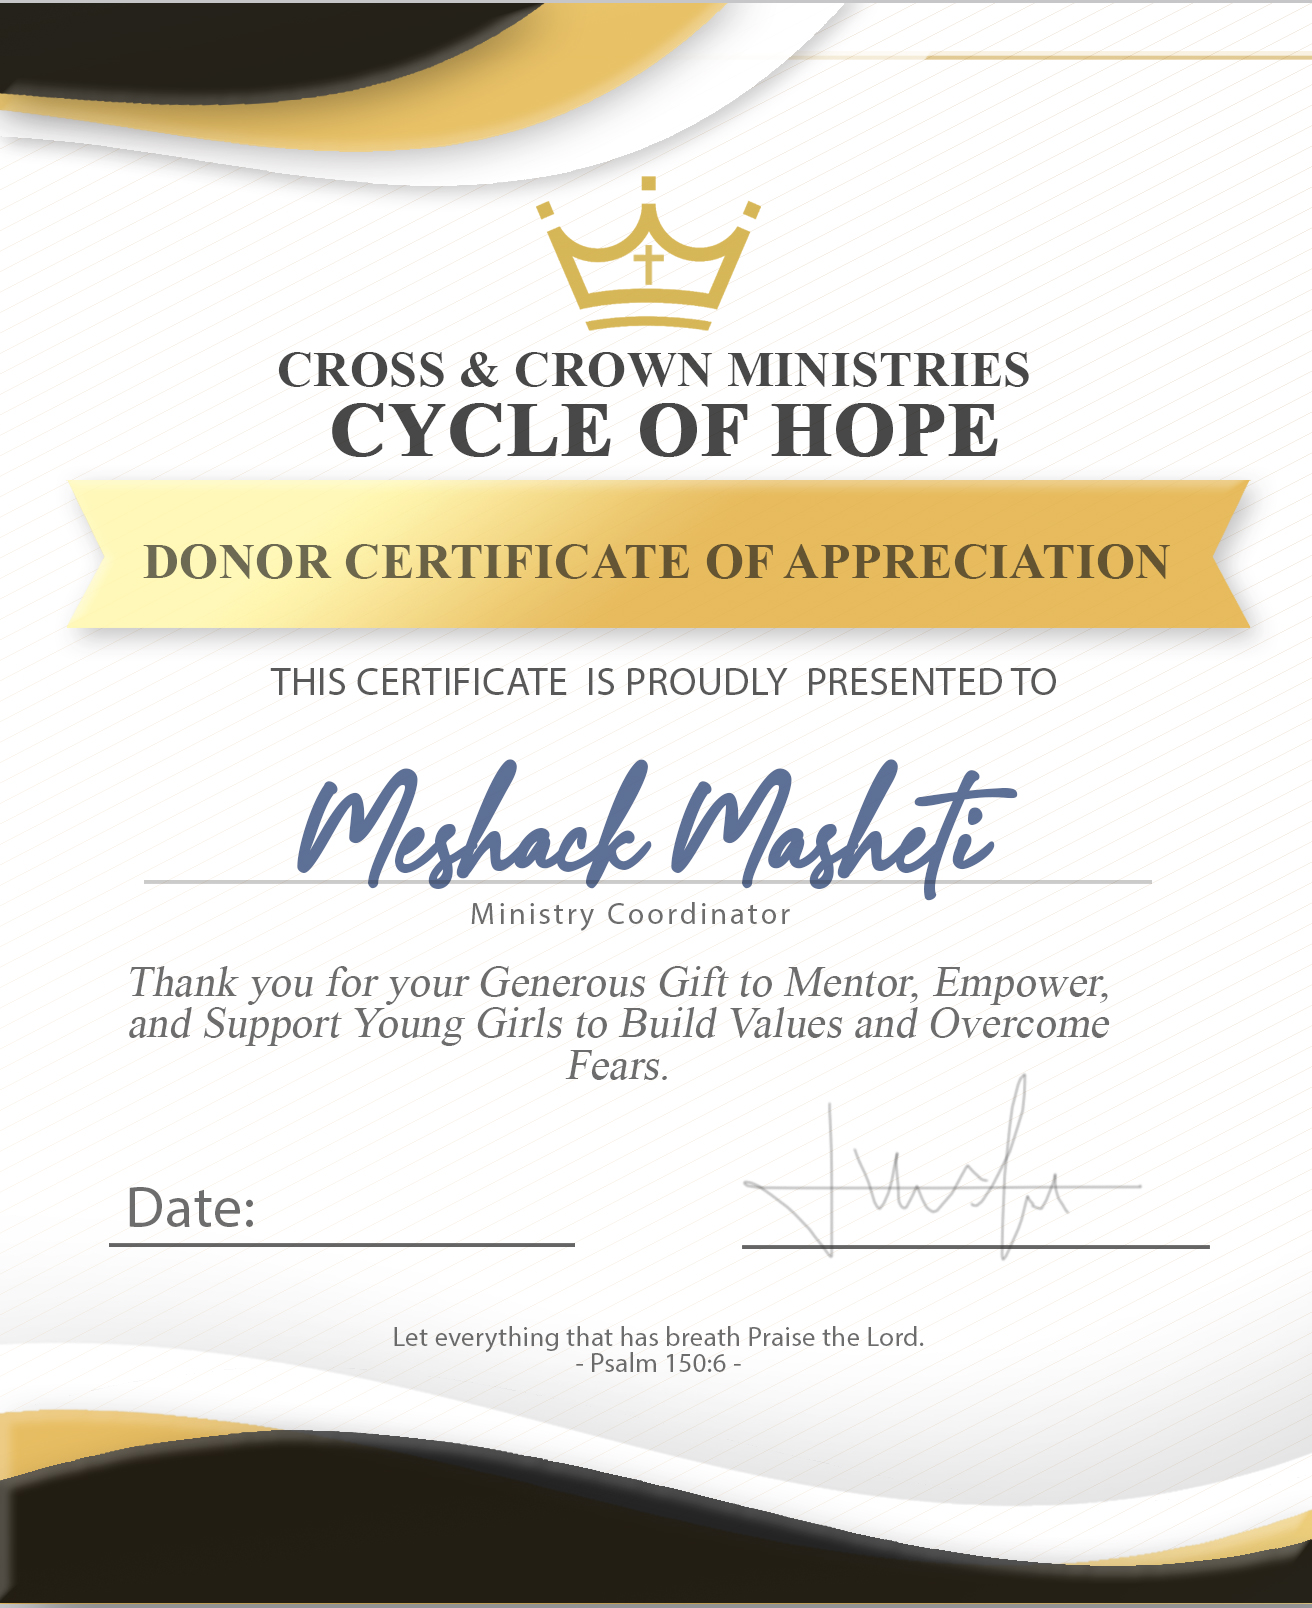 CROSS & CROWN MINISTRIES
CYCLE OF HOPE
DONOR CERTIFICATE OF APPRECIATION
THIS CERTIFICATE IS PROUDLY PRESENTED TO
Meshack Masheti
Ministry Coordinator
Thank you for your Generous Gift to Mentor, Empower,
and Support Young Girls to Build Values and Overcome
Fears.
Date:
Let everything that has breath Praise the Lord.
- Psalm 150:6 -